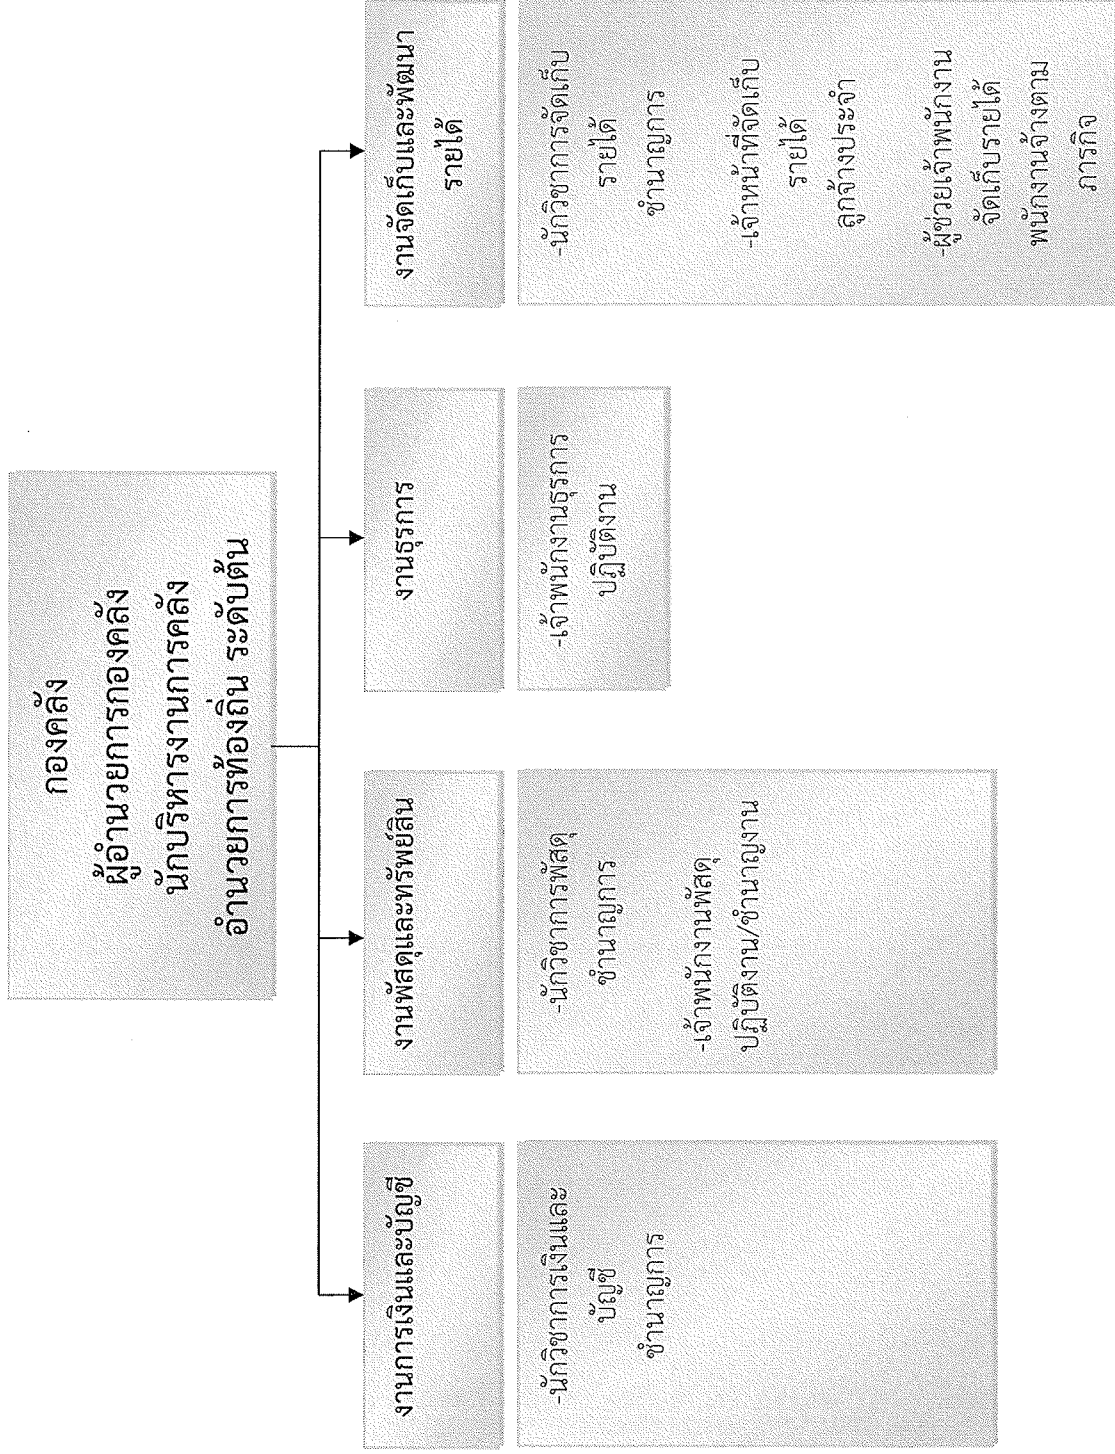 กองคลัง
ผู้อำนวยการกองคลัง
นักบริหารงานการคลัง
อำนวยการท้องถิ่น ระดับต้น
งานการเงินและบัญชี
-นักวิชาการเงินและ
บัญชี
ชำนาญการ
งานพัสดุและทรัพย์สิน
-นักวิชาการพัสดุ
ชำนาญการ
-เจ้าพนักงานพัสดุ
ปฏิบัติงาน/ชำนาญงาน
งานธุรการ
-เจ้าพนักงานธุรการ
ปฏิบัติงาน
งานจัดเก็บและพัฒนา
รายได้
-นักวิชาการจัดเก็บ
รายได้
ชำนาญการ
-เจ้าหน้าที่จัดเก็บ
รายได้
ลูกจ้างประจำ
-ผู้ช่วยเจ้าพนักงาน
จัดเก็บรายได้
พนักงานจ้างตาม
ภารกิจ